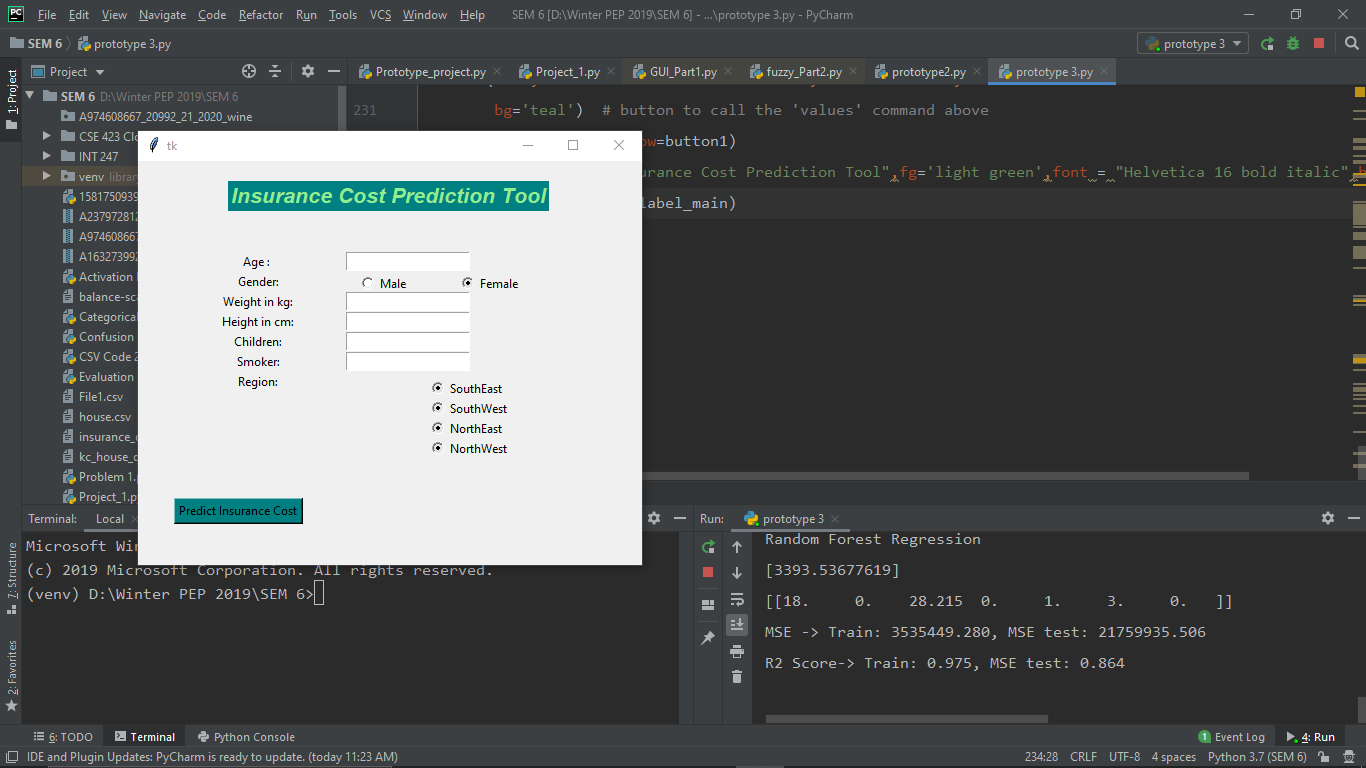 PC File Edit View Navigate Code Refactor Run Tools VCS Window Help SEM 6 [D:\Winter PEP 2019\SEM 6] - ...\prototype 3.py - PyCharm
SEM 6 prototype 3.py prototype 3
1: Project
Project
Prototype_project.py Project_1.py GUI_Part1.py fuzzy_Part2.py prototype2.py prototype 3.py
SEM 6 D:\Winter PEP 2019\SEM 6
A974608667_20992_21_2020_wine
CSE 423 Clo
INT 247
venv library
1581750939
A237972812
A97460866
A16327399
Activation
balance-sca
Categorical
Confusion
CSV Code 2
Evaluation
File1.csv
house.csv
insurance_
kc_house_
Problem 1.p
Project_1.p
231 bg='teal') # button to call the 'values' command above
ow=button1)
urance Cost Prediction Tool",fg='light green',font = "Helvetica 16 bold italic",b
label_main)
tk
Insurance Cost Prediction Tool
Age :
Gender: Male Female
Weight in kg:
Height in cm:
Children:
Smoker:
Region: SouthEast
SouthWest
NorthEast
NorthWest
Predict Insurance Cost
Terminal: Local
Microsoft Win
(c) 2019 Microsoft Corporation. All rights reserved.
(venv) D:\Winter PEP 2019\SEM 6>
Run: prototype 3
Random Forest Regression
[3393.53677619]
[[18. 0. 28.215 0. 1. 3. 0. ]]
MSE -> Train: 3535449.280, MSE test: 21759935.506
R2 Score-> Train: 0.975, MSE test: 0.864
7: Structure
2: Favorites
6: TODO Terminal Python Console 1 Event Log 4: Run
IDE and Plugin Updates: PyCharm is ready to update. (today 11:23 AM) 234:28 CRLF UTF-8 4 spaces Python 3.7 (SEM 6)